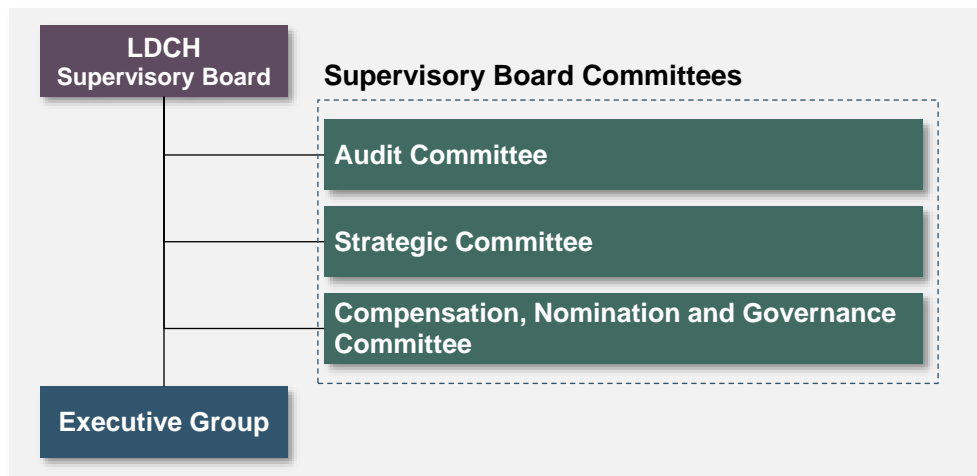 LDCH
Supervisory Board
Supervisory Board Committees
Audit Committee
Strategic Committee
Compensation, Nomination and Governance
Committee
Executive Group